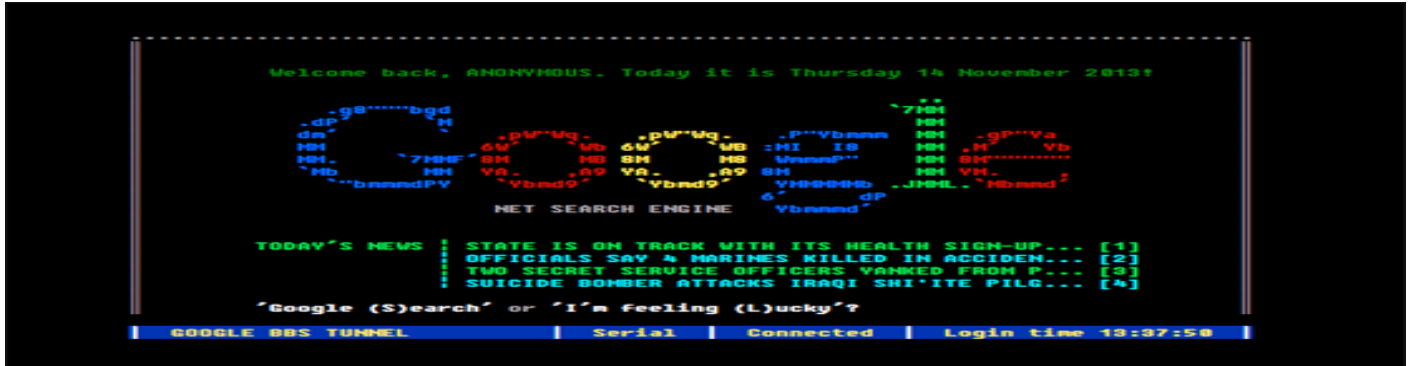 Welcome back, ANONYMOUS. Today it is Thursday 14 November 2013!
Google
NET SEARCH ENGINE
TODAY'S NEWS
STATE IS ON TRACK WITH ITS HEALTH SIGN-UP... [1]
OFFICIALS SAY 4 MARINES KILLED IN ACCIDEN... [2]
TWO SECRET SERVICE OFFICERS YANKED FROM P... [3]
SUICIDE BOMBER ATTACKS IRAQI SHI'ITE PILG... [4]
'Google (S)earch' or 'I'm feeling (L)ucky'?
GOOGLE BBS TUNNEL | Serial | Connected | Login time 13:37:50